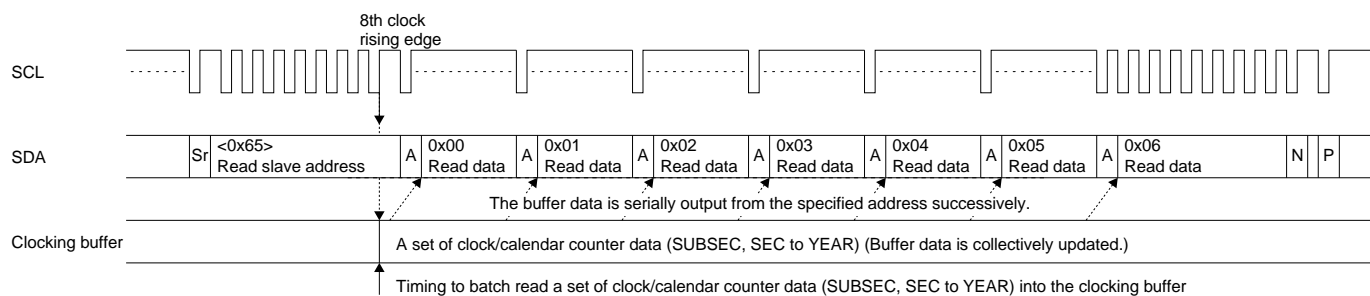 8th clock
rising edge
SCL
SDA
Sr
<0x65>
Read slave address
A
0x00
Read data
A
0x01
Read data
A
0x02
Read data
A
0x03
Read data
A
0x04
Read data
A
0x05
Read data
A
0x06
Read data
N
P
The buffer data is serially output from the specified address successively.
Clocking buffer
A set of clock/calendar counter data (SUBSEC, SEC to YEAR) (Buffer data is collectively updated.)
Timing to batch read a set of clock/calendar counter data (SUBSEC, SEC to YEAR) into the clocking buffer